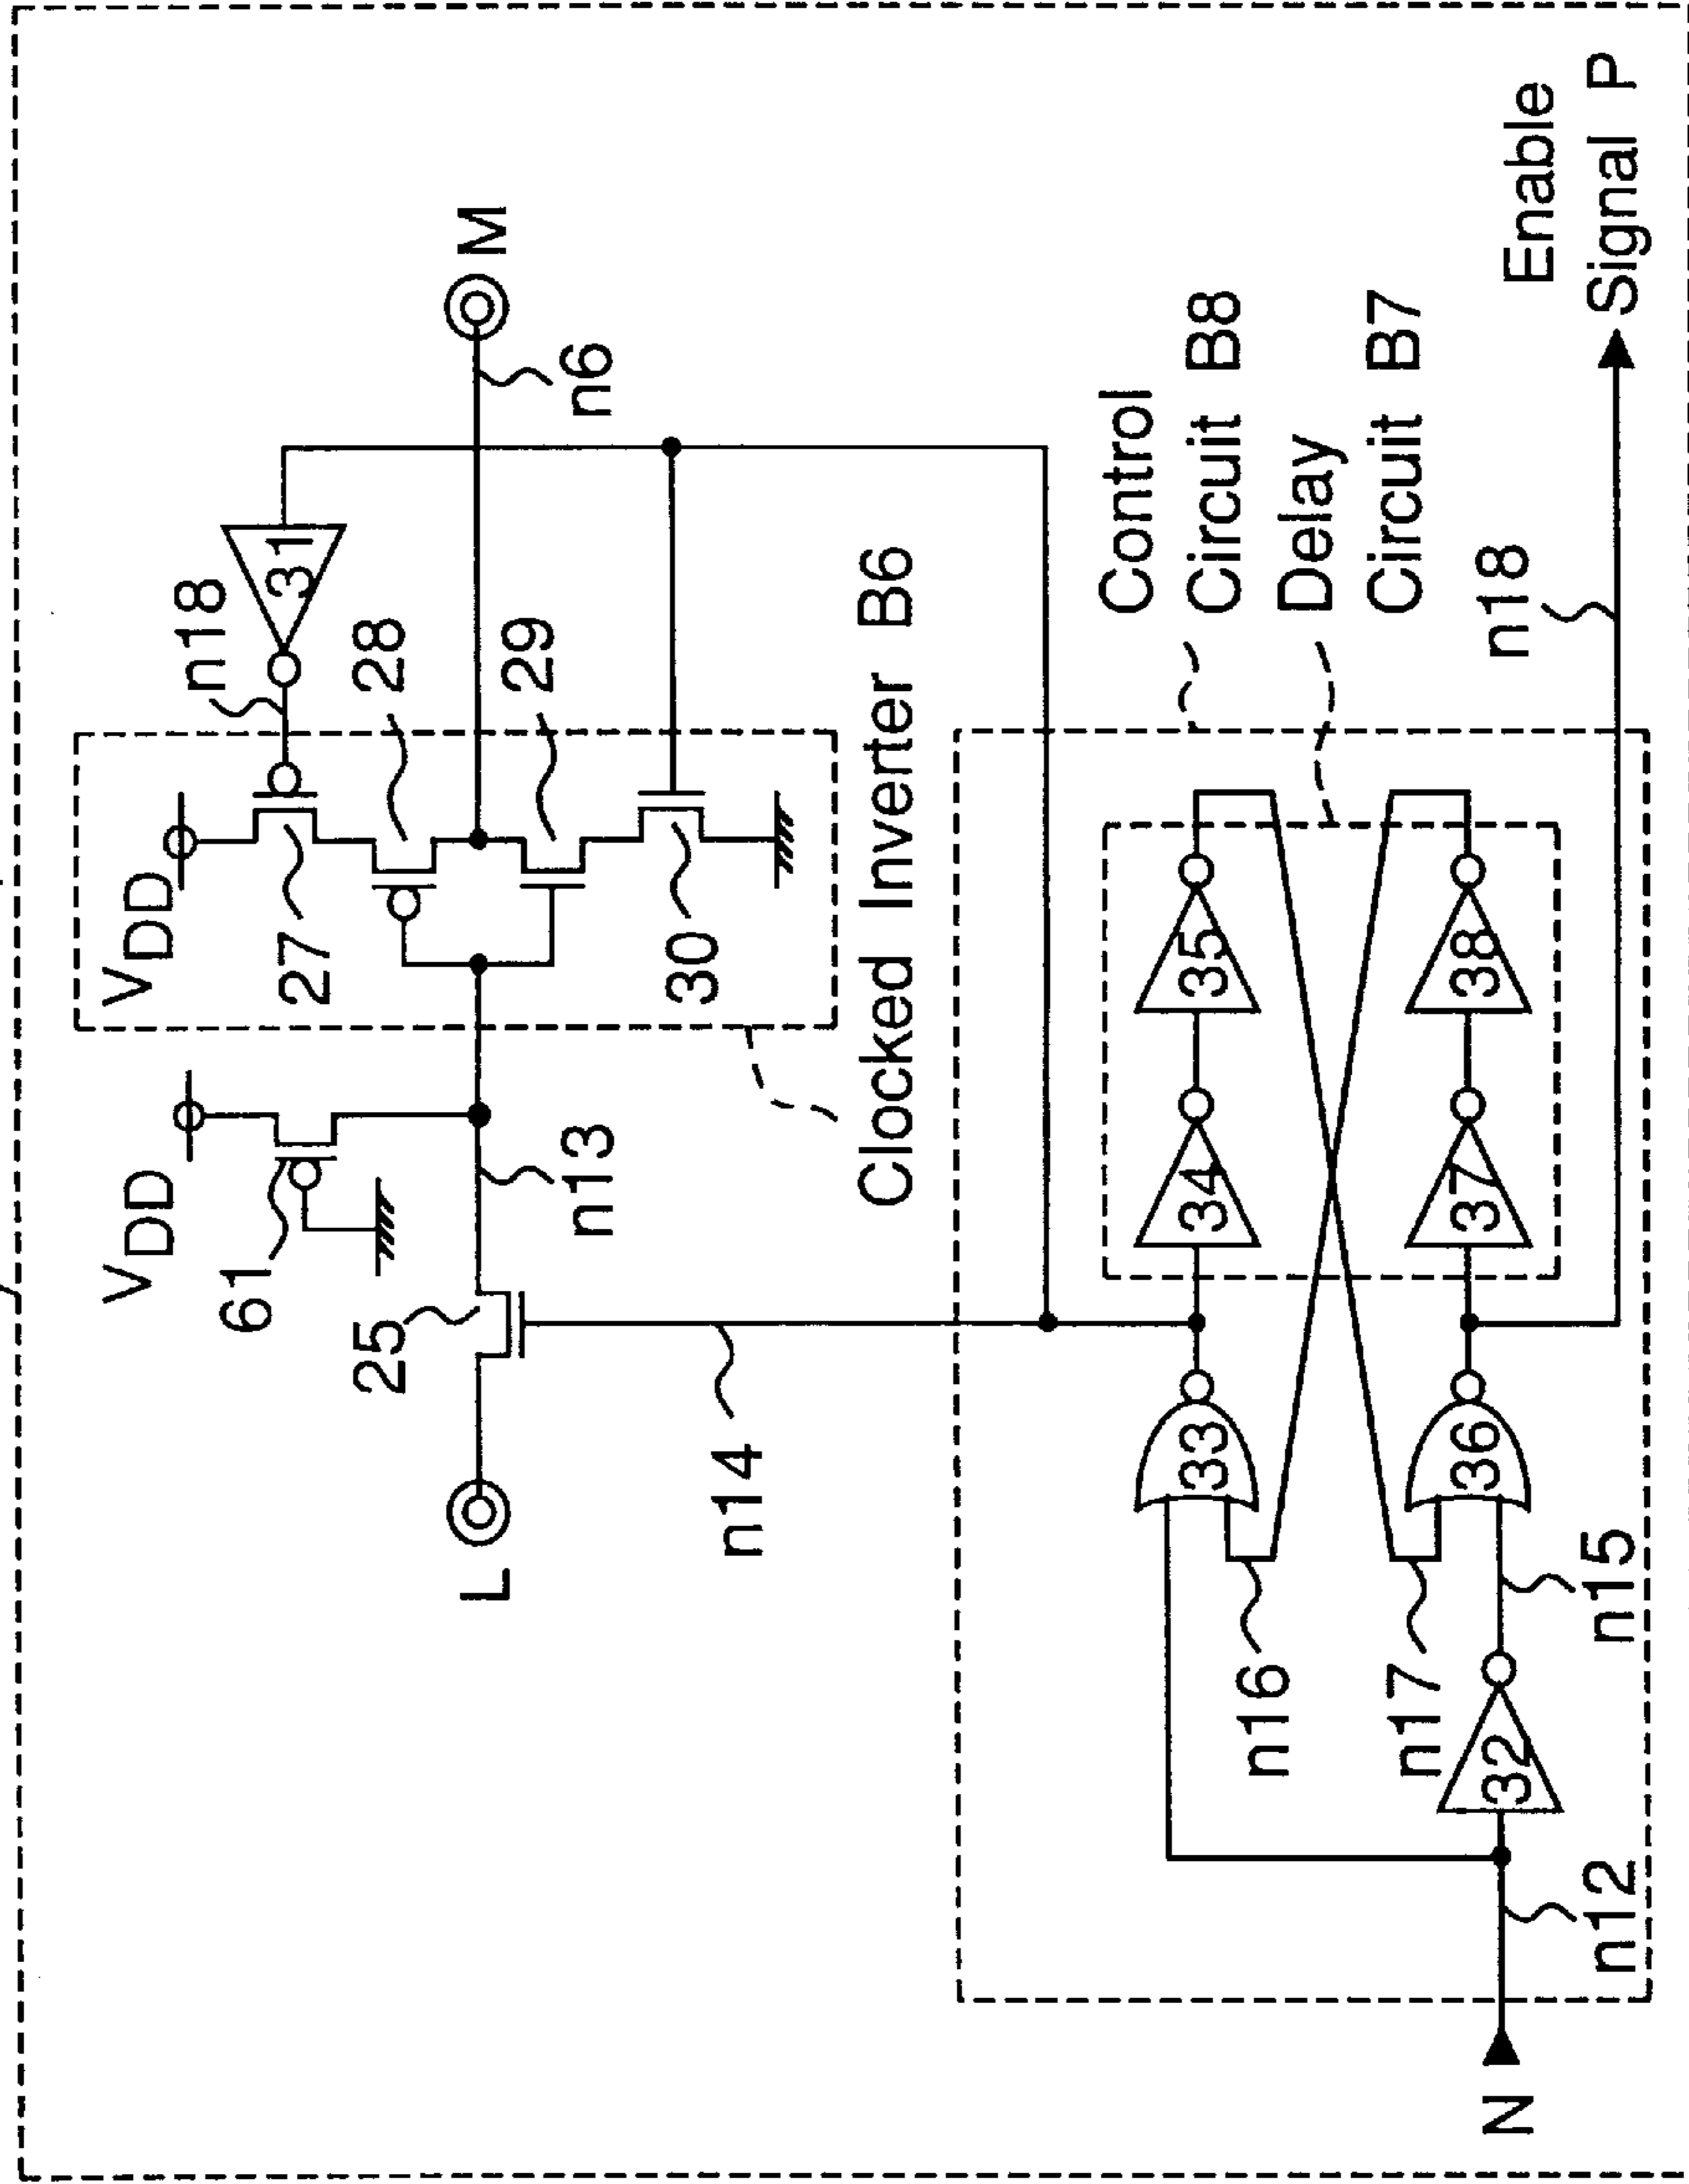 VDD
VDD
61
27
n18
31
28
29
25
L
n13
30
n6
M
Clocked Inverter B6
n14
Control
Circuit B8
Delay
Circuit B7
33
34
35
n16
n17
36
37
38
n18
Enable
Signal P
32
n15
N
n12